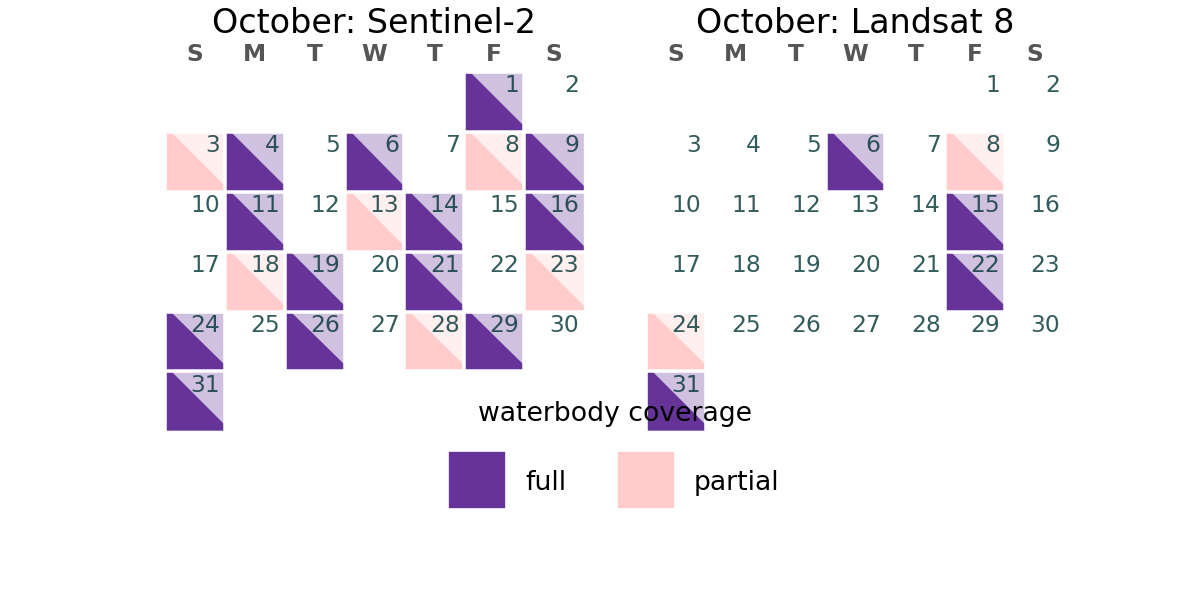 October: Sentinel-2
S M T W T F S
1 2
3 4 5 6 7 8 9
10 11 12 13 14 15 16
17 18 19 20 21 22 23
24 25 26 27 28 29 30
31
October: Landsat 8
S M T W T F S
1 2
3 4 5 6 7 8 9
10 11 12 13 14 15 16
17 18 19 20 21 22 23
24 25 26 27 28 29 30
31
waterbody coverage
full
partial